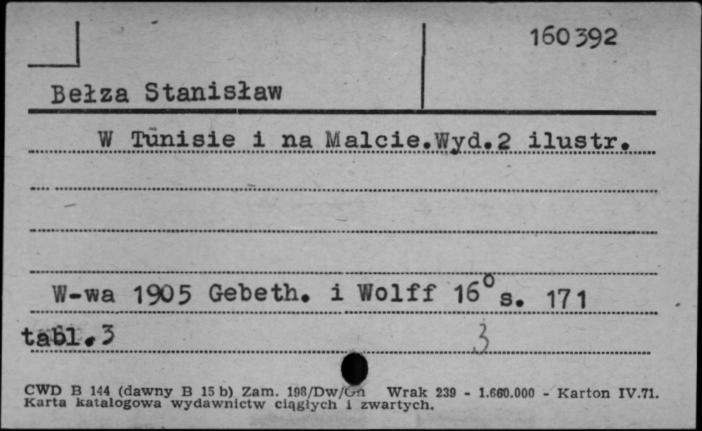 160392
Bełza Stanisław
W Tunisie i na Malcie.Wyd.2 ilustr.
W-wa 1905 Gebeth. i Wolff 16° s. 171
tabl.3
3
CWD B 144 (dawny B 15 b) Zam. 198/Dw/Gn Wrak 239 - 1.660.000 - Karton IV.71.
Karta katalogowa wydawnictw ciągłych i zwartych.